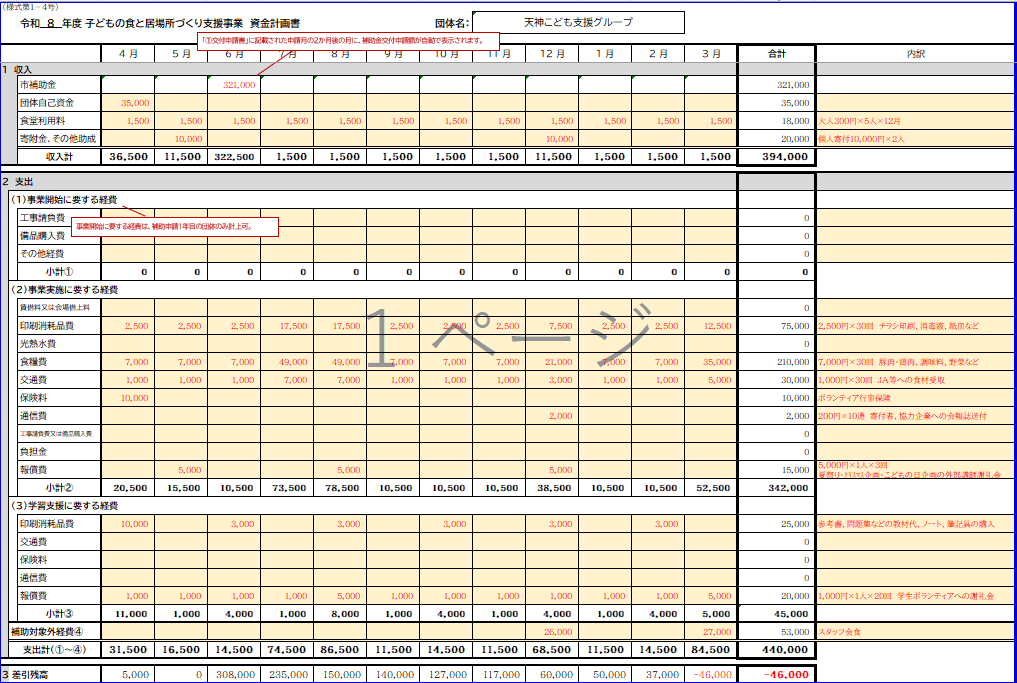 (様式第1－4号)
令和 8 年度 子どもの食と居場所づくり支援事業 資金計画書 団体名: 天神こども支援グループ
「①交付申請書」に記載された申請月の2か月後の月に、補助金交付申請額が自動で表示されます。
4 月 5 月 6 月 7 月 8 月 9 月 10 月 11 月 12 月 1 月 2 月 3 月 合計 内訳
1 収入
市補助金 321,000 321,000
団体自己資金 35,000 35,000
食堂利用料 1,500 1,500 1,500 1,500 1,500 1,500 1,500 1,500 1,500 1,500 1,500 1,500 18,000 大人300円×5人×12月
寄附金、その他助成 10,000 10,000 20,000 個人寄付10,000円×2人
収入計 36,500 11,500 322,500 1,500 1,500 1,500 1,500 1,500 11,500 1,500 1,500 1,500 394,000
2 支出
(1)事業開始に要する経費
工事請負費 0
事業開始に要する経費は、補助申請1年目の団体のみ計上可。
備品購入費 0
その他経費 0
小計① 0 0 0 0 0 0 0 0 0 0 0 0 0
(2)事業実施に要する経費
賃借料又は会場借上料 0
印刷消耗品費 2,500 2,500 2,500 17,500 17,500 2,500 2,500 2,500 7,500 2,500 2,500 12,500 75,000 2,500円×30回 チラシ印刷、消毒液、紙皿など
光熱水費 0
食糧費 7,000 7,000 7,000 49,000 49,000 7,000 7,000 7,000 21,000 7,000 7,000 35,000 210,000 7,000円×30回 豚肉・鶏肉、調味料、野菜など
交通費 1,000 1,000 1,000 7,000 7,000 1,000 1,000 1,000 3,000 1,000 1,000 5,000 30,000 1,000円×30回 JA等への食材受取
保険料 10,000 10,000 ボランティア行事保険
通信費 2,000 2,000 200円×10通 寄付者、協力企業への会報誌送付
工事請負費又は備品購入費 0
負担金 0
報償費 5,000 5,000 5,000 15,000 5,000円×1人×3回
夏祭り・クリスマス企画・こどもの日企画の外部講師謝礼金
小計② 20,500 15,500 10,500 73,500 78,500 10,500 10,500 10,500 38,500 10,500 10,500 52,500 342,000
(3)学習支援に要する経費
印刷消耗品費 10,000 3,000 3,000 3,000 3,000 3,000 25,000 参考書、問題集などの教材代、ノート、筆記具の購入
交通費 0
保険料 0
通信費 0
報償費 1,000 1,000 1,000 1,000 5,000 1,000 1,000 1,000 1,000 1,000 1,000 5,000 20,000 1,000円×1人×20回 学生ボランティアへの謝礼金
小計③ 11,000 1,000 4,000 1,000 8,000 1,000 4,000 1,000 4,000 1,000 4,000 5,000 45,000
補助対象外経費④ 26,000 27,000 53,000 スタッフ会食
支出計(①～④) 31,500 16,500 14,500 74,500 86,500 11,500 14,500 11,500 68,500 11,500 14,500 84,500 440,000
3 差引残高 5,000 0 308,000 235,000 150,000 140,000 127,000 117,000 60,000 50,000 37,000 -46,000 -46,000
1 ページ